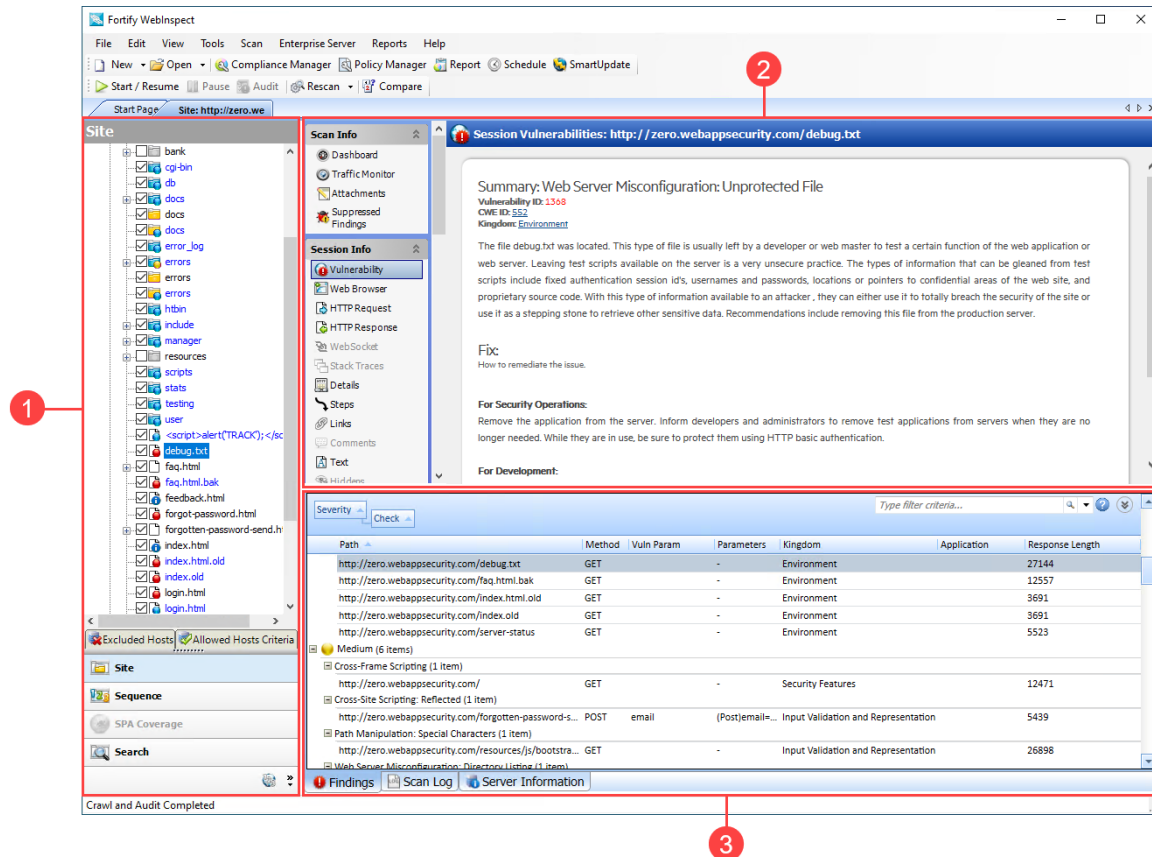 Fortify WebInspect
File Edit View Tools Scan Enterprise Server Reports Help
New Open Compliance Manager Policy Manager Report Schedule SmartUpdate
Start / Resume Pause Audit Rescan Compare
2
Start Page Site: http://zero.we
Site
bank
cgi-bin
db
docs
docs
docs
error_log
errors
errors
errors
htbin
include
manager
resources
scripts
stats
testing
user
<script>alert('TRACK');</sc
debug.txt
faq.html
faq.html.bak
feedback.html
forgot-password.html
forgotten-password-send.h
index.html
index.html.old
index.old
login.html
login.html
Excluded Hosts Allowed Hosts Criteria
Site
Sequence
SPA Coverage
Search
1
Scan Info
Dashboard
Traffic Monitor
Attachments
Suppressed
Findings
Session Info
Vulnerability
Web Browser
HTTP Request
HTTP Response
WebSocket
Stack Traces
Details
Steps
Links
Comments
Text
Hiddens
Session Vulnerabilities: http://zero.webappsecurity.com/debug.txt
Summary: Web Server Misconfiguration: Unprotected File
Vulnerability ID: 1368
CWE ID: 552
Kingdom: Environment
The file debug.txt was located. This type of file is usually left by a developer or web master to test a certain function of the web application or
web server. Leaving test scripts available on the server is a very unsecure practice. The types of information that can be gleaned from test
scripts include fixed authentication session id's, usernames and passwords, locations or pointers to confidential areas of the web site, and
proprietary source code. With this type of information available to an attacker , they can either use it to totally breach the security of the site or
use it as a stepping stone to retrieve other sensitive data. Recommendations include removing this file from the production server.
Fix:
How to remediate the issue.
For Security Operations:
Remove the application from the server. Inform developers and administrators to remove test applications from servers when they are no
longer needed. While they are in use, be sure to protect them using HTTP basic authentication.
For Development:
Severity
Check
Type filter criteria...
Path Method Vuln Param Parameters Kingdom Application Response Length
http://zero.webappsecurity.com/debug.txt GET - Environment 27144
http://zero.webappsecurity.com/faq.html.bak GET - Environment 12557
http://zero.webappsecurity.com/index.html.old GET - Environment 3691
http://zero.webappsecurity.com/index.old GET - Environment 3691
http://zero.webappsecurity.com/server-status GET - Environment 5523
Medium (6 items)
Cross-Frame Scripting (1 item)
http://zero.webappsecurity.com/ GET - Security Features 12471
Cross-Site Scripting: Reflected (1 item)
http://zero.webappsecurity.com/forgotten-password-s... POST email (Post)email=... Input Validation and Representation 5439
Path Manipulation: Special Characters (1 item)
http://zero.webappsecurity.com/resources/js/bootstra... GET - Input Validation and Representation 26898
Web Server Misconfiguration: Directory Listing (1 item)
Findings Scan Log Server Information
Crawl and Audit Completed
3